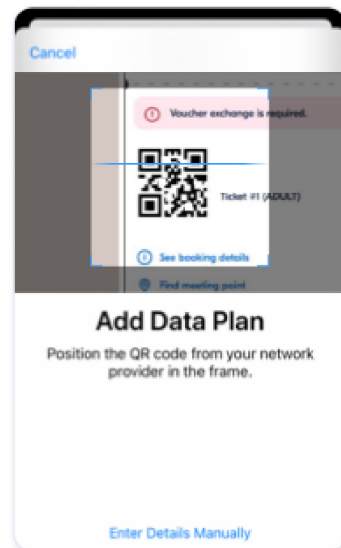 Cancel
Voucher exchange is required.
Ticket #1 (ADULT)
See booking details
Find meeting point
Add Data Plan
Position the QR code from your network
provider in the frame.
Enter Details Manually